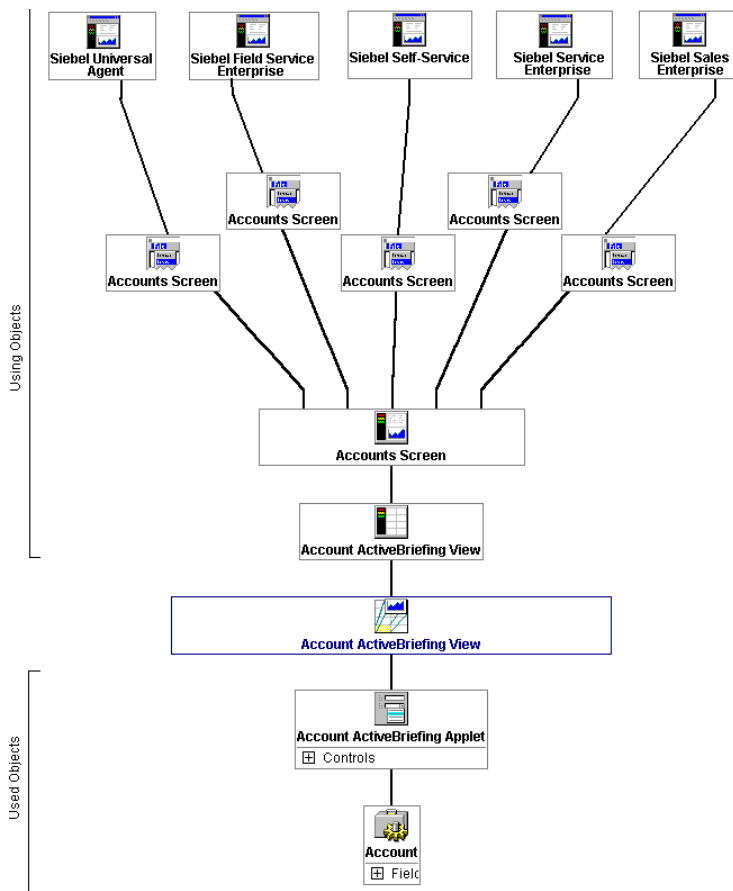 Siebel Universal
Agent
Siebel Field Service
Enterprise
Siebel Self-Service
Siebel Service
Enterprise
Siebel Sales
Enterprise
Accounts Screen
Accounts Screen
Accounts Screen
Accounts Screen
Accounts Screen
Using Objects
Accounts Screen
Account ActiveBriefing View
Account ActiveBriefing View
Used Objects
Account ActiveBriefing Applet
Controls
Account
Field